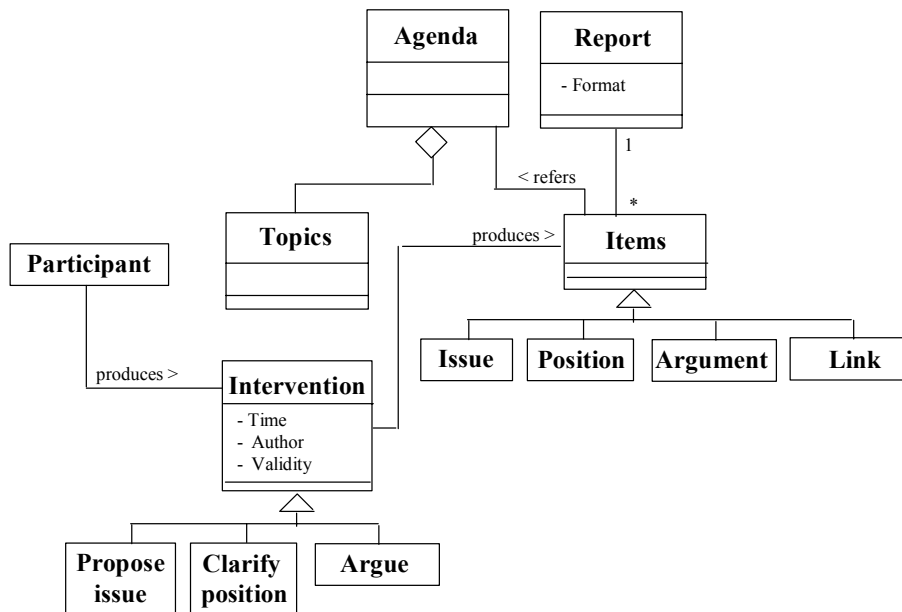 Agenda
Report
- Format
1
< refers
*
Topics
produces >
Items
Participant
Issue
Position
Argument
Link
produces >
Intervention
- Time
- Author
- Validity
Propose
issue
Clarify
position
Argue